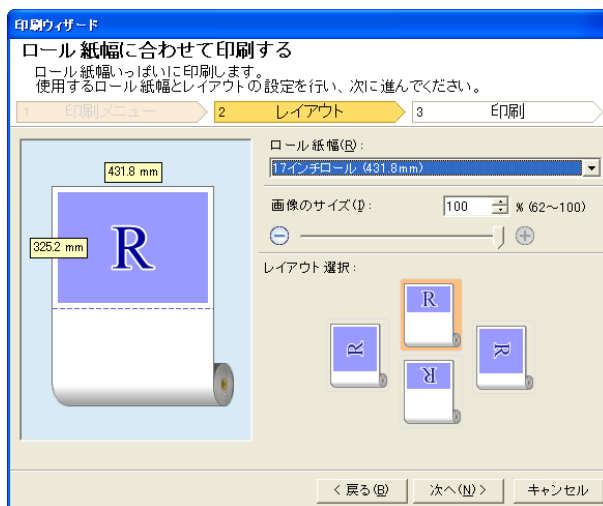 印刷ウィザード
ロール紙幅に合わせて印刷する
ロール紙幅いっぱいに印刷します。
使用するロール紙幅とレイアウトの設定を行い、次に進んでください。
1 印刷メニュー 2 レイアウト 3 印刷
ロール紙幅(R):
17インチロール (431.8mm)
431.8 mm
325.2 mm
R
画像のサイズ(I): 100 % (62～100)
レイアウト選択:
R
R
R
R
< 戻る(B) 次へ(N) > キャンセル